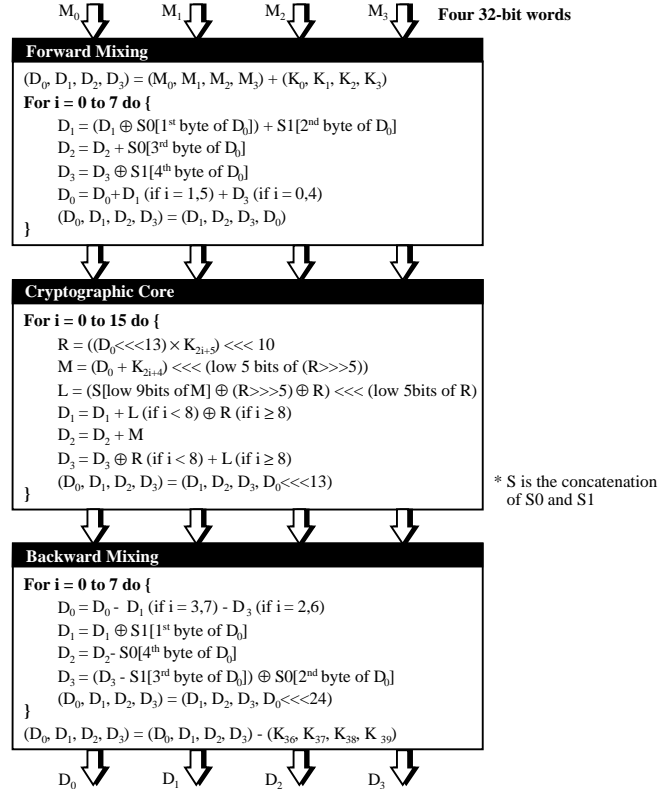 M₀ M₁ M₂ M₃ Four 32-bit words
Forward Mixing
(D₀, D₁, D₂, D₃) = (M₀, M₁, M₂, M₃) + (K₀, K₁, K₂, K₃)
For i = 0 to 7 do {
D₁ = (D₁ ⊕ S0[1ˢᵗ byte of D₀]) + S1[2ⁿᵈ byte of D₀]
D₂ = D₂ + S0[3ʳᵈ byte of D₀]
D₃ = D₃ ⊕ S1[4ᵗʰ byte of D₀]
D₀ = D₀+D₁ (if i = 1,5) + D₃ (if i = 0,4)
(D₀, D₁, D₂, D₃) = (D₁, D₂, D₃, D₀)
}
Cryptographic Core
For i = 0 to 15 do {
R = ((D₀<<<13) × K₂ᵢ₊₅) <<< 10
M = (D₀ + K₂ᵢ₊₄) <<< (low 5 bits of (R>>>5))
L = (S[low 9bits of M] ⊕ (R>>>5) ⊕ R) <<< (low 5bits of R)
D₁ = D₁ + L (if i < 8) ⊕ R (if i ≥ 8)
D₂ = D₂ + M
D₃ = D₃ ⊕ R (if i < 8) + L (if i ≥ 8)
(D₀, D₁, D₂, D₃) = (D₁, D₂, D₃, D₀<<<13)
}
* S is the concatenation
of S0 and S1
Backward Mixing
For i = 0 to 7 do {
D₀ = D₀ - D₁ (if i = 3,7) - D₃ (if i = 2,6)
D₁ = D₁ ⊕ S1[1ˢᵗ byte of D₀]
D₂ = D₂- S0[4ᵗʰ byte of D₀]
D₃ = (D₃ - S1[3ʳᵈ byte of D₀]) ⊕ S0[2ⁿᵈ byte of D₀]
(D₀, D₁, D₂, D₃) = (D₁, D₂, D₃, D₀<<<24)
}
(D₀, D₁, D₂, D₃) = (D₀, D₁, D₂, D₃) - (K₃₆, K₃₇, K₃₈, K₃₉)
D₀ D₁ D₂ D₃